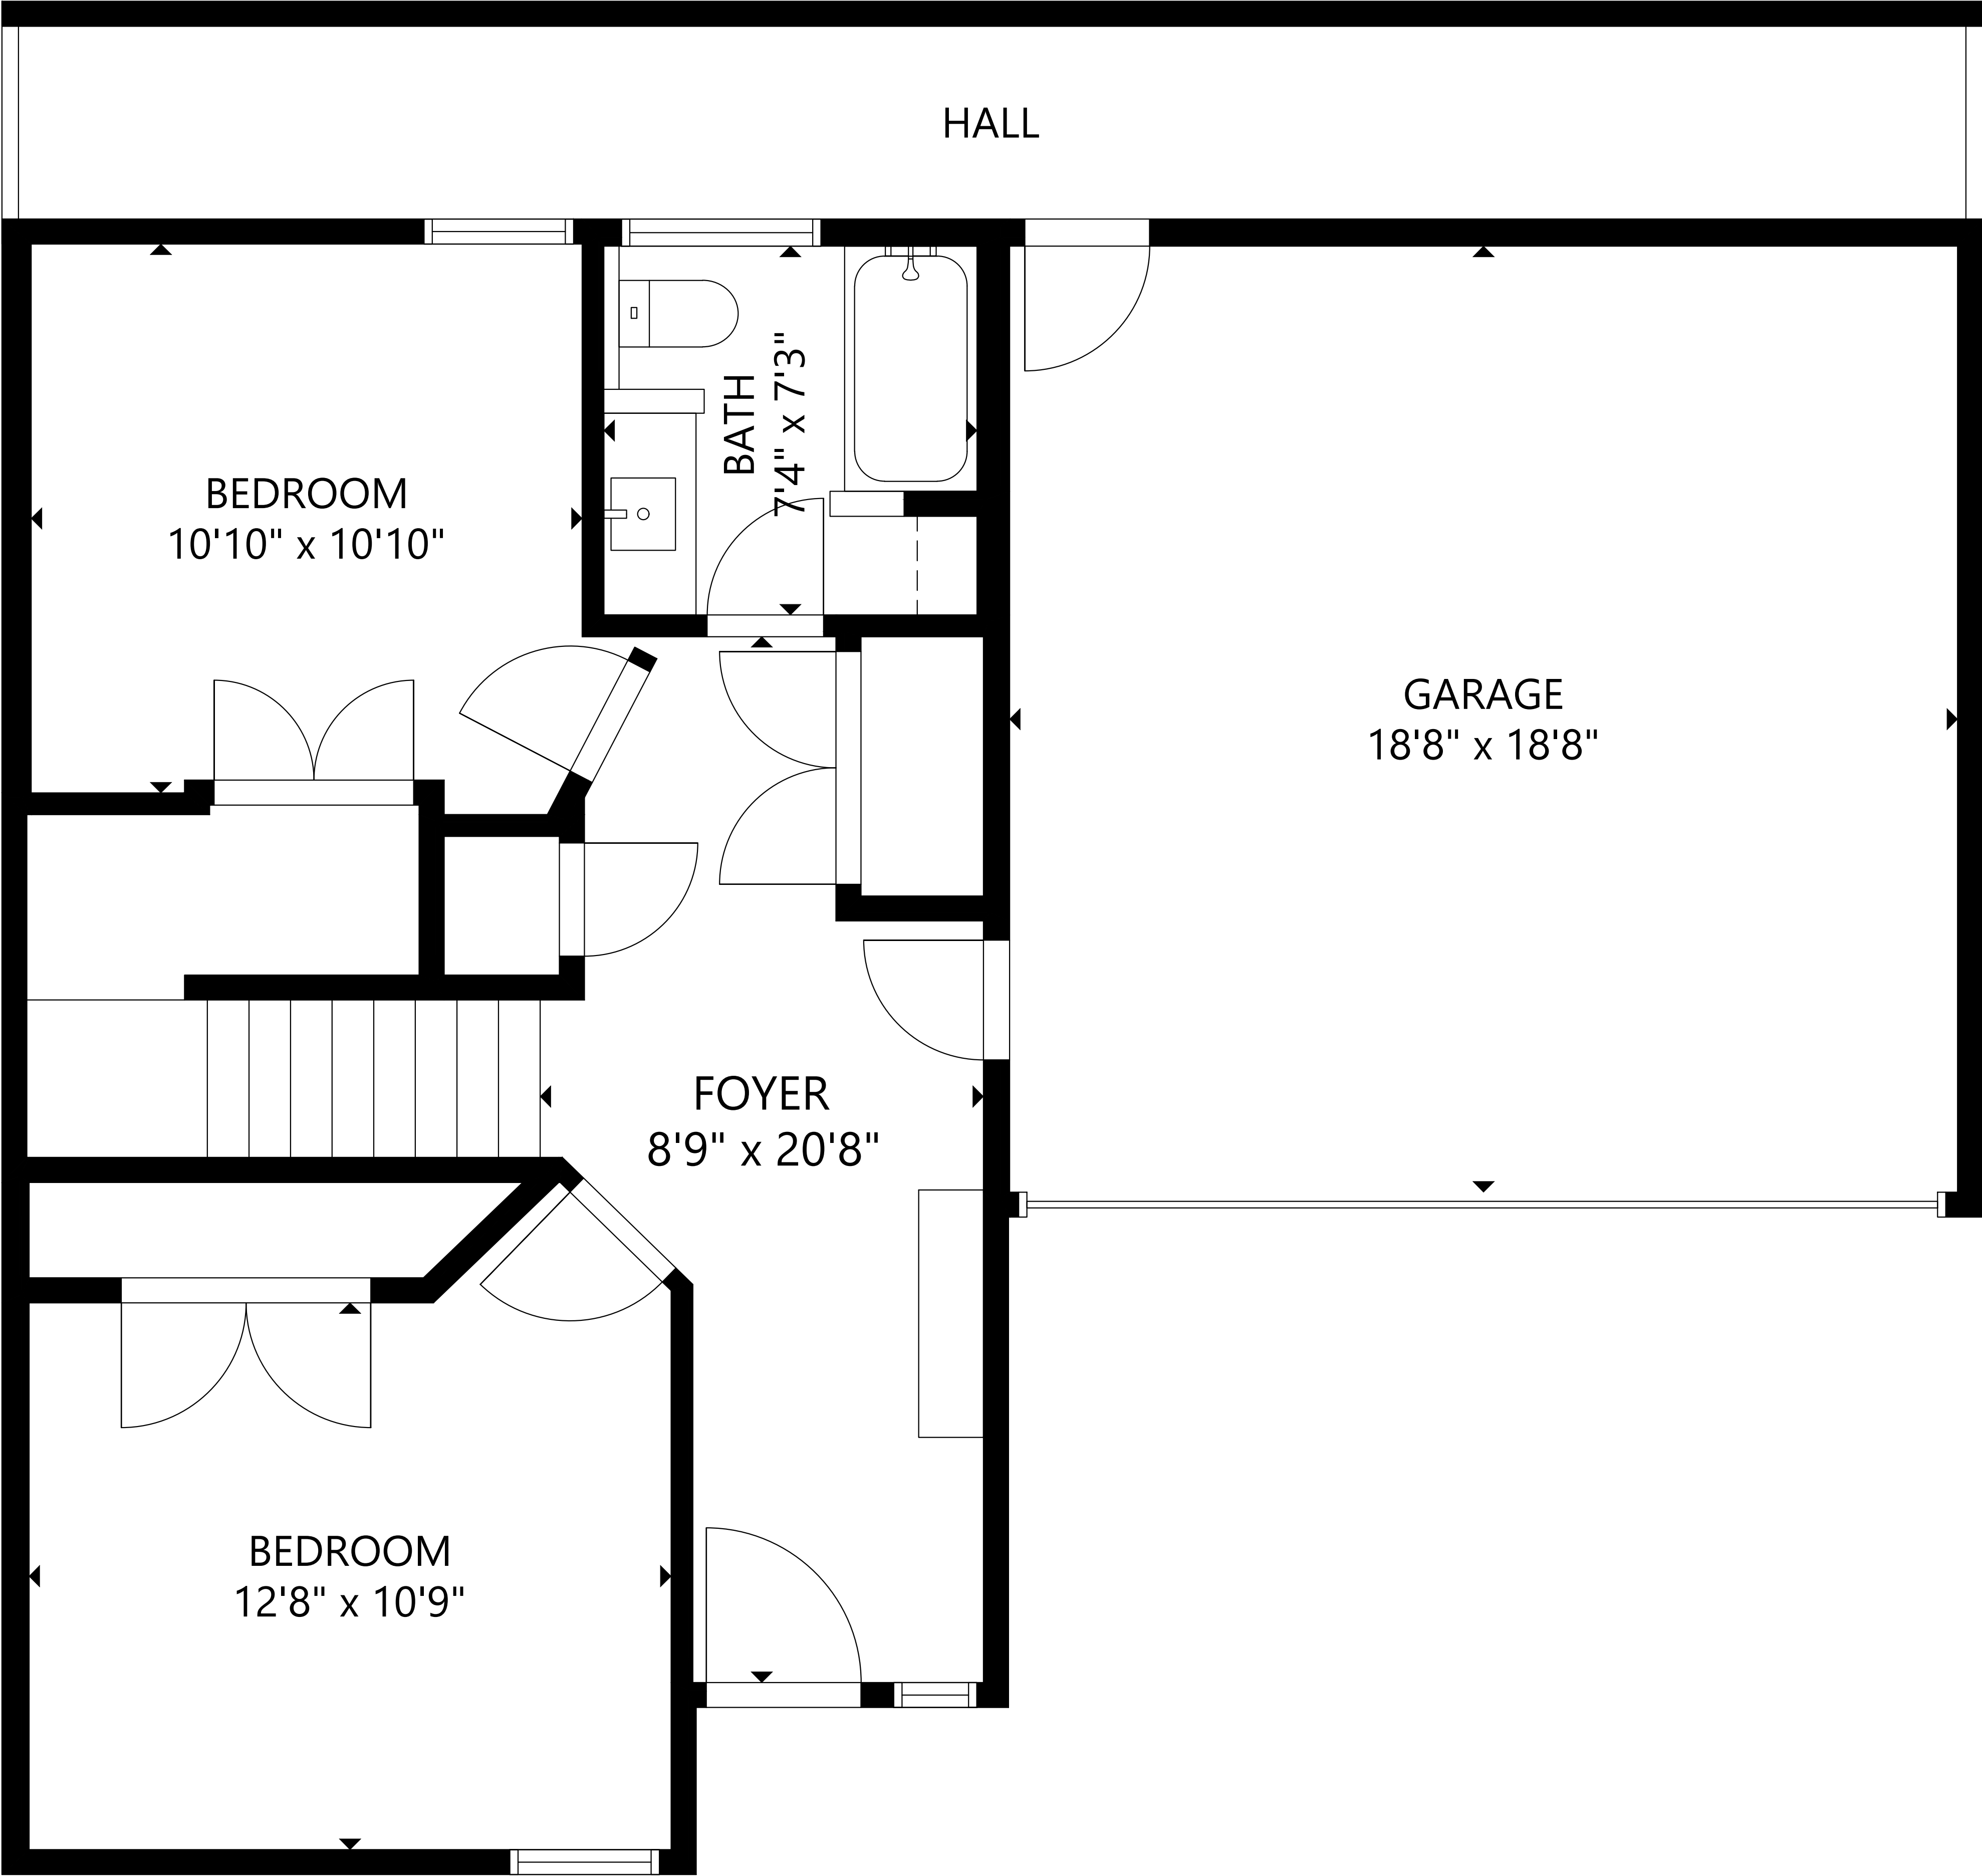 HALL
BEDROOM
10'10" x 10'10"
BATH
7'4" x 7'3"
GARAGE
18'8" x 18'8"
FOYER
8'9" x 20'8"
BEDROOM
12'8" x 10'9"